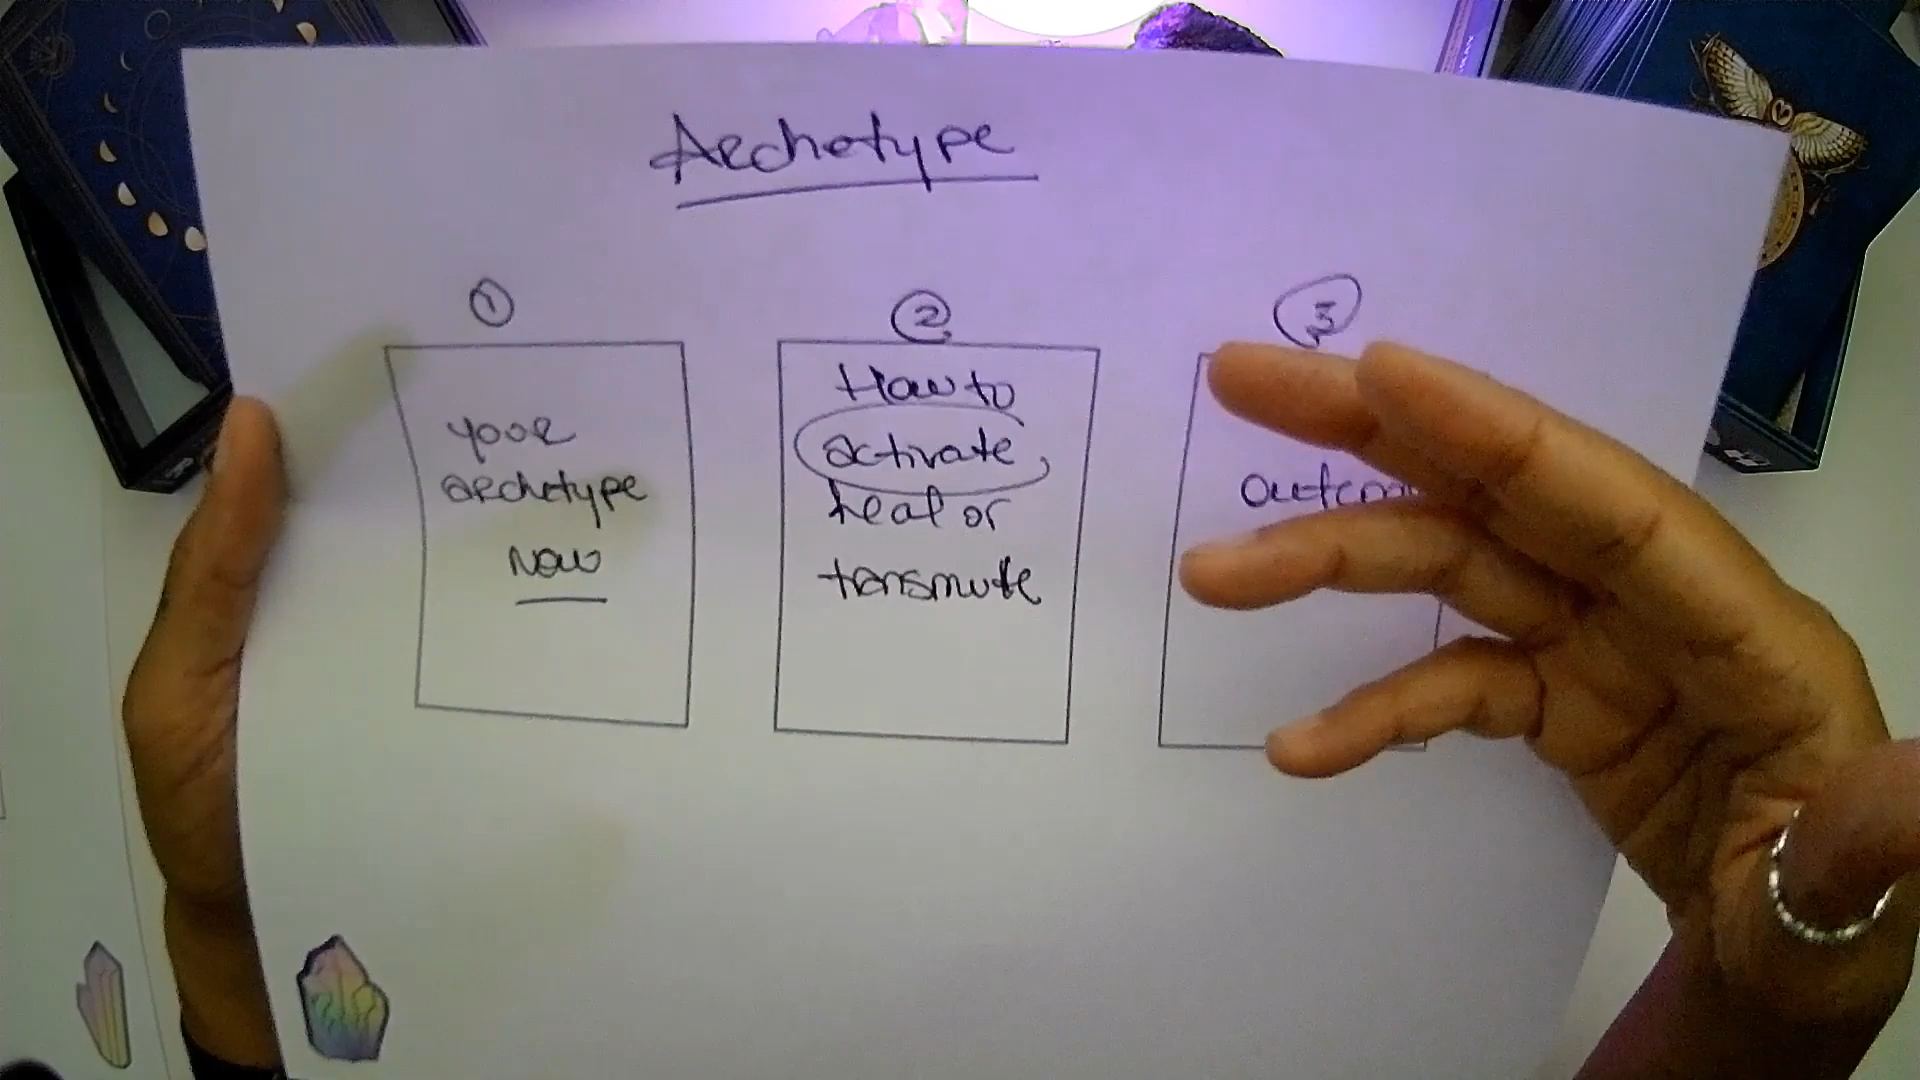 Archetype
1
2
3
your
archetype
Now
How to
activate,
heal or
transmute